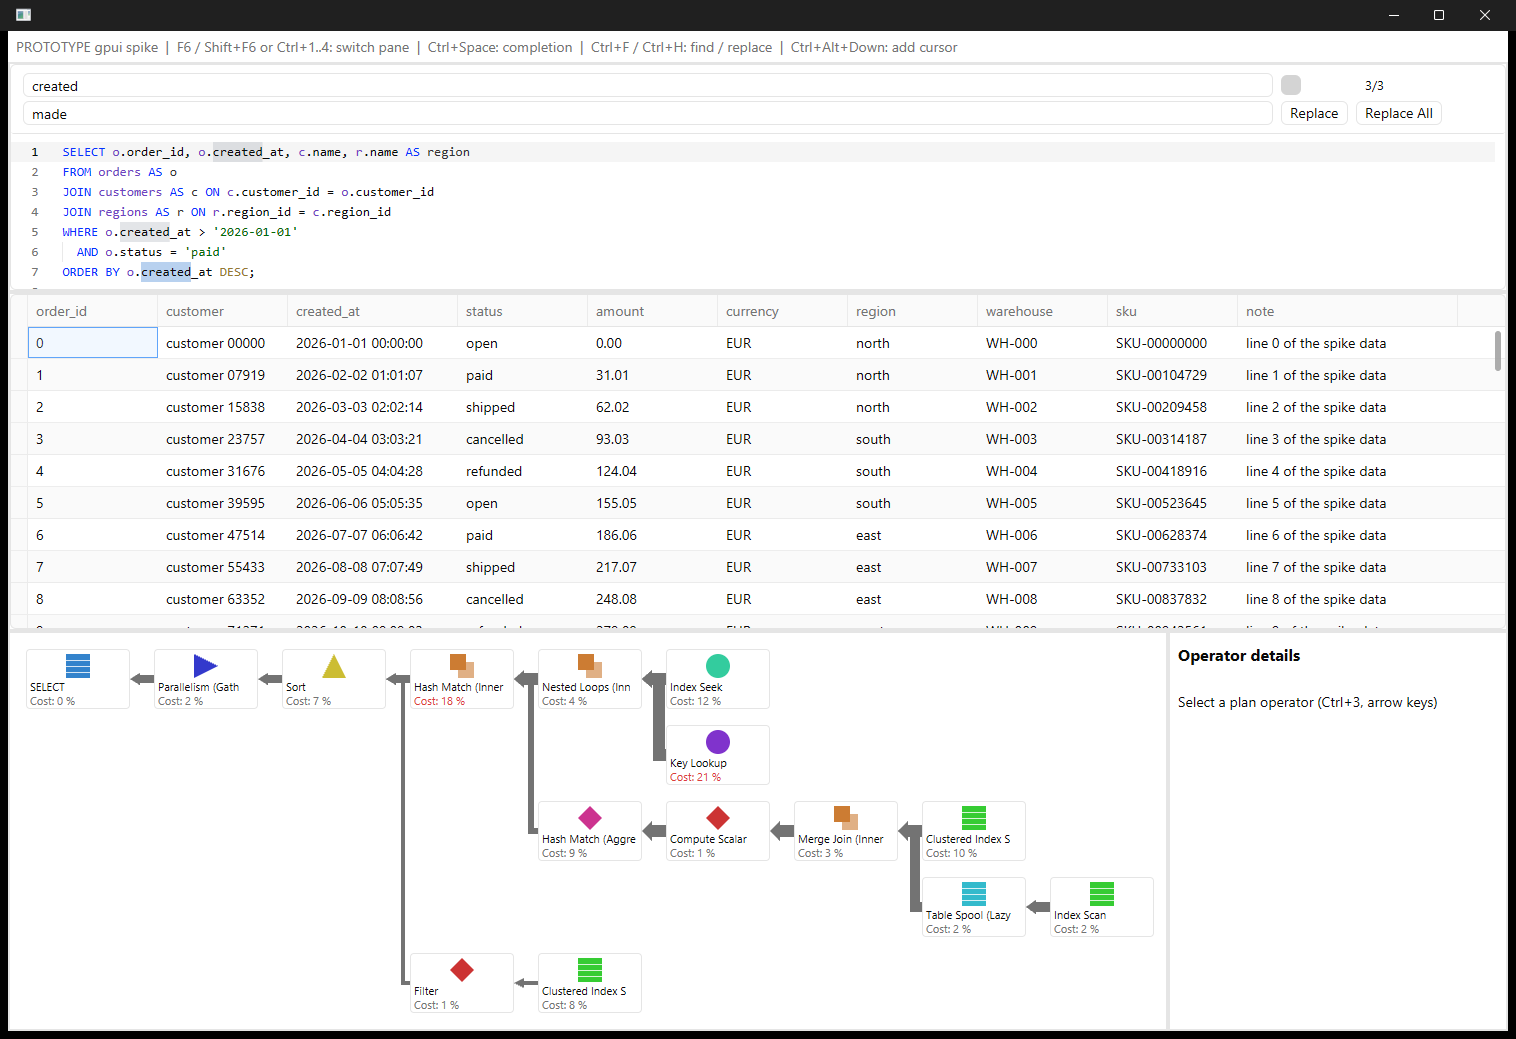 PROTOTYPE gpui spike | F6 / Shift+F6 or Ctrl+1..4: switch pane | Ctrl+Space: completion | Ctrl+F / Ctrl+H: find / replace | Ctrl+Alt+Down: add cursor
created 3/3
made Replace Replace All
1 SELECT o.order_id, o.created_at, c.name, r.name AS region
2 FROM orders AS o
3 JOIN customers AS c ON c.customer_id = o.customer_id
4 JOIN regions AS r ON r.region_id = c.region_id
5 WHERE o.created_at > '2026-01-01'
6 AND o.status = 'paid'
7 ORDER BY o.created_at DESC;
order_id customer created_at status amount currency region warehouse sku note
0 customer 00000 2026-01-01 00:00:00 open 0.00 EUR north WH-000 SKU-00000000 line 0 of the spike data
1 customer 07919 2026-02-02 01:01:07 paid 31.01 EUR north WH-001 SKU-00104729 line 1 of the spike data
2 customer 15838 2026-03-03 02:02:14 shipped 62.02 EUR north WH-002 SKU-00209458 line 2 of the spike data
3 customer 23757 2026-04-04 03:03:21 cancelled 93.03 EUR south WH-003 SKU-00314187 line 3 of the spike data
4 customer 31676 2026-05-05 04:04:28 refunded 124.04 EUR south WH-004 SKU-00418916 line 4 of the spike data
5 customer 39595 2026-06-06 05:05:35 open 155.05 EUR south WH-005 SKU-00523645 line 5 of the spike data
6 customer 47514 2026-07-07 06:06:42 paid 186.06 EUR east WH-006 SKU-00628374 line 6 of the spike data
7 customer 55433 2026-08-08 07:07:49 shipped 217.07 EUR east WH-007 SKU-00733103 line 7 of the spike data
8 customer 63352 2026-09-09 08:08:56 cancelled 248.08 EUR east WH-008 SKU-00837832 line 8 of the spike data
SELECT
Cost: 0 %
Parallelism (Gath
Cost: 2 %
Sort
Cost: 7 %
Hash Match (Inner
Cost: 18 %
Nested Loops (Inn
Cost: 4 %
Index Seek
Cost: 12 %
Key Lookup
Cost: 21 %
Hash Match (Aggre
Cost: 9 %
Compute Scalar
Cost: 1 %
Merge Join (Inner
Cost: 3 %
Clustered Index S
Cost: 10 %
Table Spool (Lazy
Cost: 2 %
Index Scan
Cost: 2 %
Filter
Cost: 1 %
Clustered Index S
Cost: 8 %
Operator details
Select a plan operator (Ctrl+3, arrow keys)